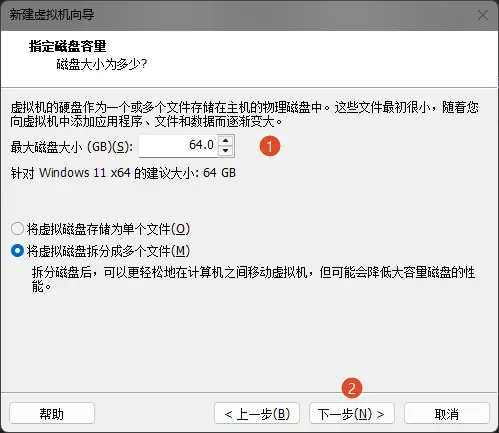 新建虚拟机向导
指定磁盘容量
磁盘大小为多少?
虚拟机的硬盘作为一个或多个文件存储在主机的物理磁盘中。这些文件最初很小，随着您
向虚拟机中添加应用程序、文件和数据而逐渐变大。
最大磁盘大小 (GB)(S): 64.0 1
针对 Windows 11 x64 的建议大小: 64 GB
将虚拟磁盘存储为单个文件(O)
将虚拟磁盘拆分成多个文件(M)
拆分磁盘后，可以更轻松地在计算机之间移动虚拟机，但可能会降低大容量磁盘的性
能。
2
帮助 < 上一步(B) 下一步(N) > 取消